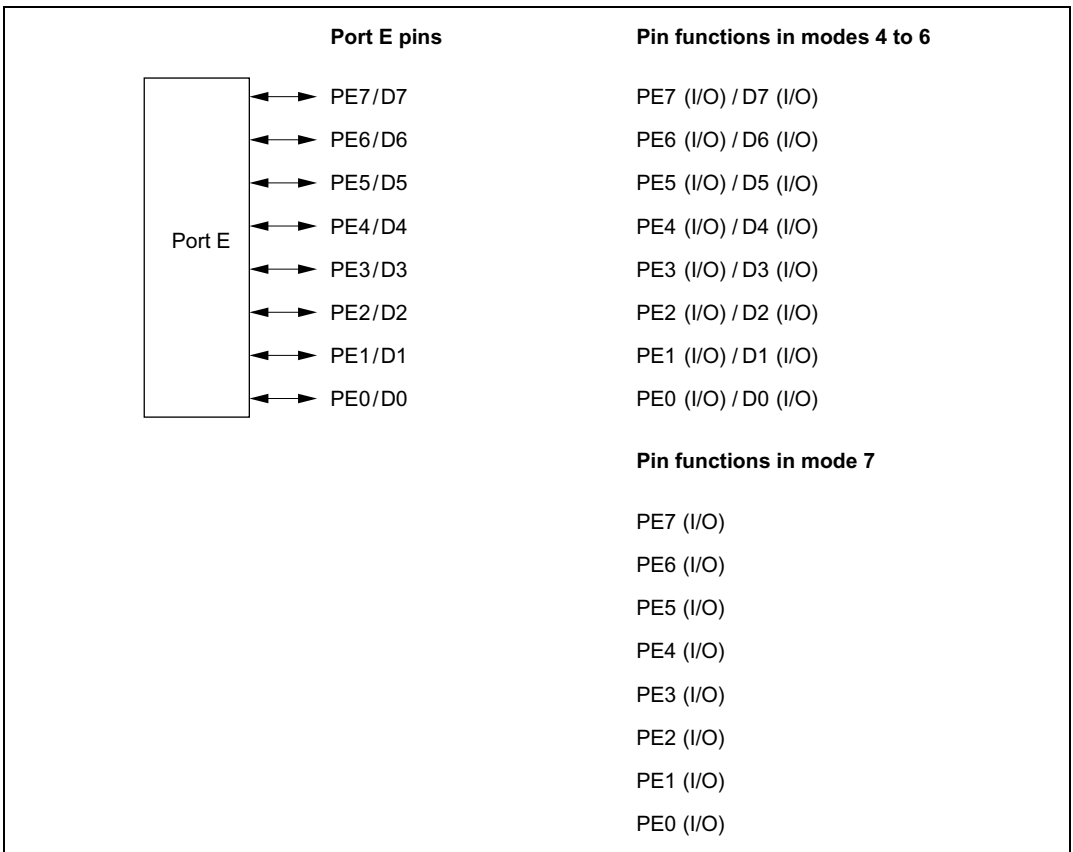 Port E pins Pin functions in modes 4 to 6
PE7/D7 PE7 (I/O) / D7 (I/O)
PE6/D6 PE6 (I/O) / D6 (I/O)
PE5/D5 PE5 (I/O) / D5 (I/O)
PE4/D4 PE4 (I/O) / D4 (I/O)
Port E
PE3/D3 PE3 (I/O) / D3 (I/O)
PE2/D2 PE2 (I/O) / D2 (I/O)
PE1/D1 PE1 (I/O) / D1 (I/O)
PE0/D0 PE0 (I/O) / D0 (I/O)
Pin functions in mode 7
PE7 (I/O)
PE6 (I/O)
PE5 (I/O)
PE4 (I/O)
PE3 (I/O)
PE2 (I/O)
PE1 (I/O)
PE0 (I/O)